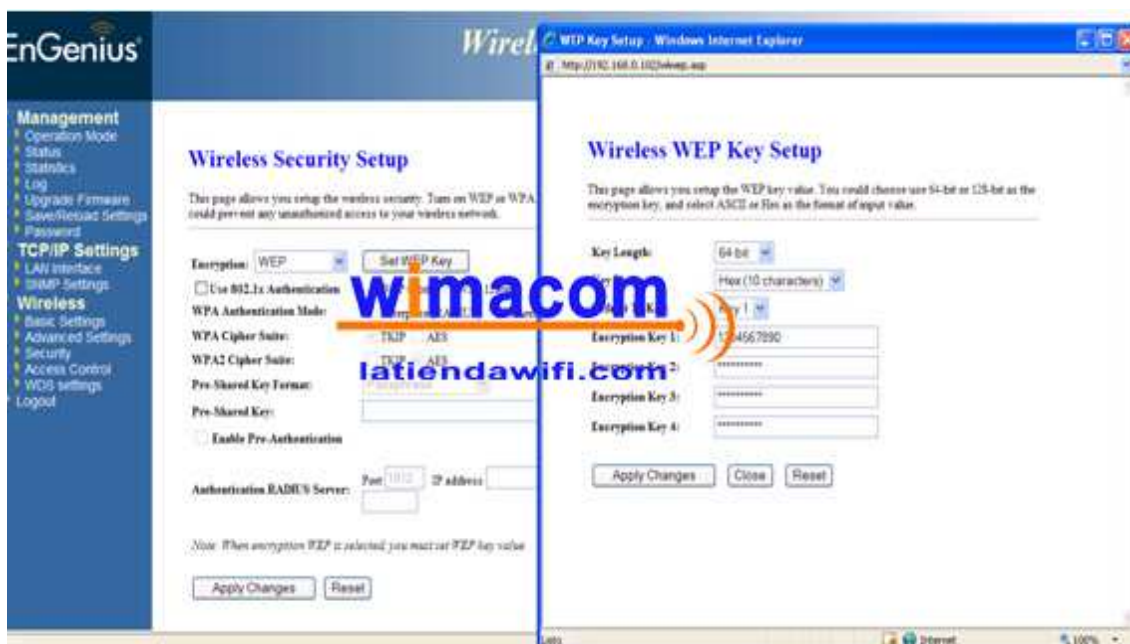 EnGenius
Wirel
Management
Operation Mode
Status
Statistics
Log
Upgrade Firmware
Save/Reload Settings
Password
TCP/IP Settings
LAN Interface
SNMP Settings
Wireless
Basic Settings
Advanced Settings
Security
Access Control
WDS settings
Logout
Wireless Security Setup
This page allows you setup the wireless security. Turn on WEP or WPA
could prevent any unauthorized access to your wireless network.
Encryption: WEP Set WEP Key
Use 802.1x Authentication
WPA Authentication Mode:
WPA Cipher Suite: TKIP AES
WPA2 Cipher Suite: TKIP AES
Pre-Shared Key Format: Passphrase
Pre-Shared Key:
Enable Pre-Authentication
Authentication RADIUS Server: Port 1812 IP address
Note: When encryption WEP is selected, you must set WEP key value
Apply Changes Reset
WEP Key Setup - Windows Internet Explorer
Wireless WEP Key Setup
This page allows you setup the WEP key value. You could choose use 64-bit or 128-bit as the
encryption key, and select ASCII or Hex as the format of input value.
Key Length: 64-bit
Hex (10 characters)
Key 1
Encryption Key 1: 1234567890
Encryption Key 2: **********
Encryption Key 3: **********
Encryption Key 4: **********
Apply Changes Close Reset
wimacom
latiendawifi.com
Listo Internet 100%